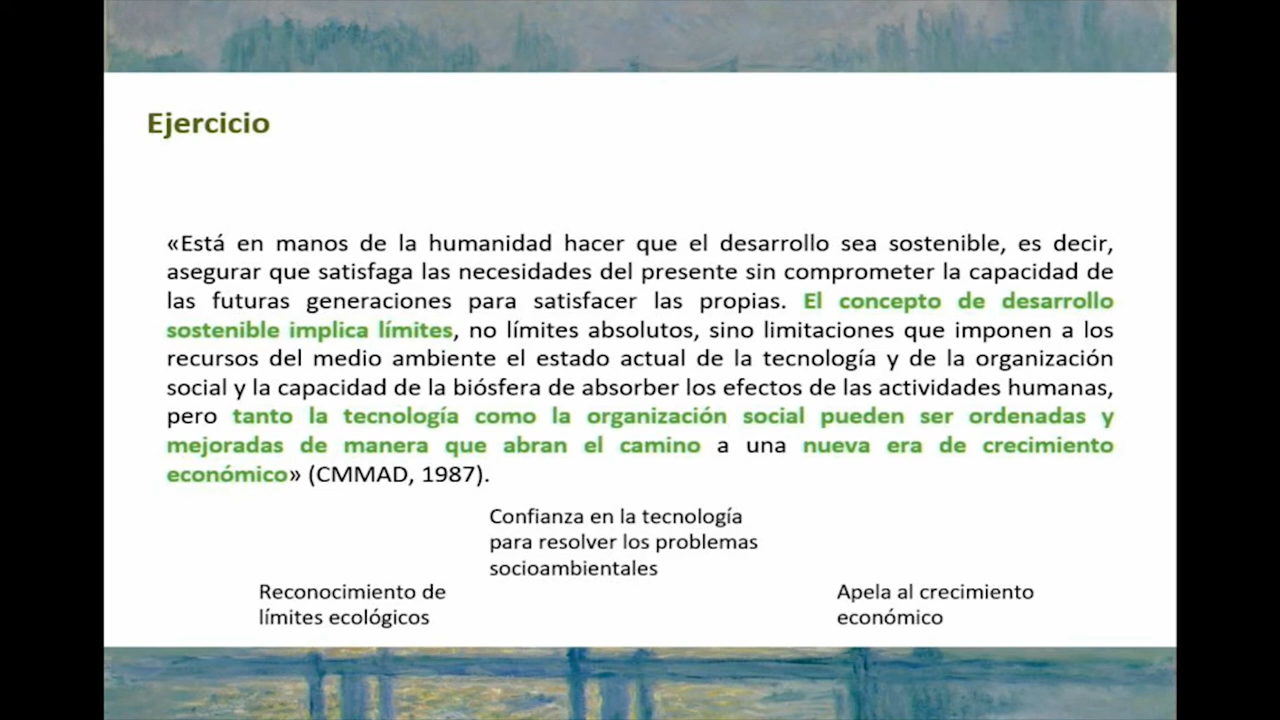 Ejercicio
«Está en manos de la humanidad hacer que el desarrollo sea sostenible, es decir,
asegurar que satisfaga las necesidades del presente sin comprometer la capacidad de
las futuras generaciones para satisfacer las propias. El concepto de desarrollo
sostenible implica límites, no límites absolutos, sino limitaciones que imponen a los
recursos del medio ambiente el estado actual de la tecnología y de la organización
social y la capacidad de la biósfera de absorber los efectos de las actividades humanas,
pero tanto la tecnología como la organización social pueden ser ordenadas y
mejoradas de manera que abran el camino a una nueva era de crecimiento
económico» (CMMAD, 1987).
Confianza en la tecnología
para resolver los problemas
socioambientales
Reconocimiento de
límites ecológicos
Apela al crecimiento
económico